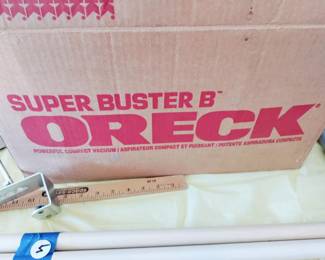 SUPER BUSTER B™
ORECK®
POWERFUL COMPACT VACUUM | ASPIRATEUR COMPACT ET PUISSANT | POTENTE ASPIRADORA COMPACTA
5